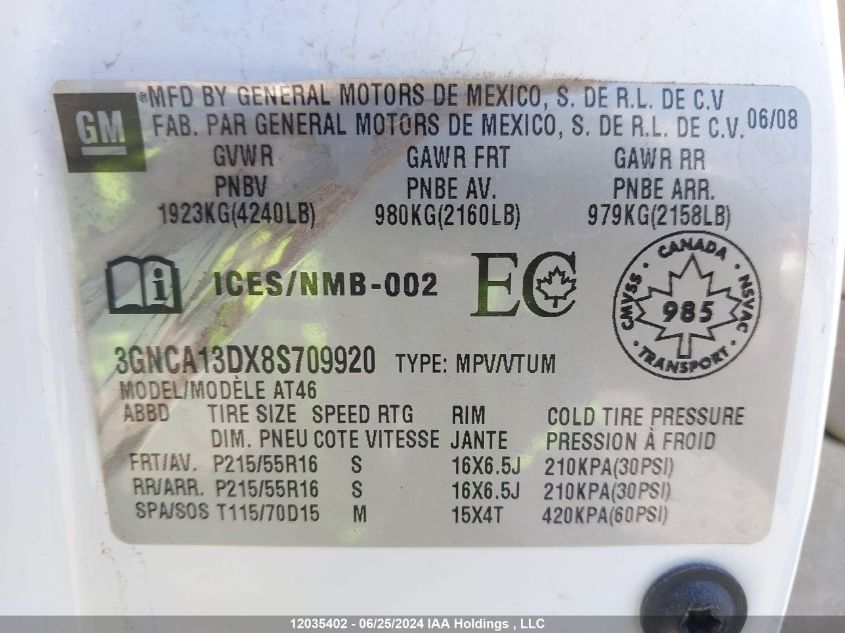 GM
MFD BY GENERAL MOTORS DE MEXICO, S. DE R.L. DE C.V
FAB. PAR GENERAL MOTORS DE MEXICO, S. DE R.L. DE C.V. 06/08
GVWR GAWR FRT GAWR RR
PNBV PNBE AV. PNBE ARR.
1923KG(4240LB) 980KG(2160LB) 979KG(2158LB)
ICES/NMB-002 EC
CANADA
CMVSS 985 NSVAC
TRANSPORT
3GNCA13DX8S709920 TYPE: MPV/VTUM
MODEL/MODÈLE AT46
ABBD TIRE SIZE SPEED RTG RIM COLD TIRE PRESSURE
DIM. PNEU COTE VITESSE JANTE PRESSION À FROID
FRT/AV. P215/55R16 S 16X6.5J 210KPA(30PSI)
RR/ARR. P215/55R16 S 16X6.5J 210KPA(30PSI)
SPA/SOS T115/70D15 M 15X4T 420KPA(60PSI)
12035402 - 06/25/2024 IAA Holdings , LLC